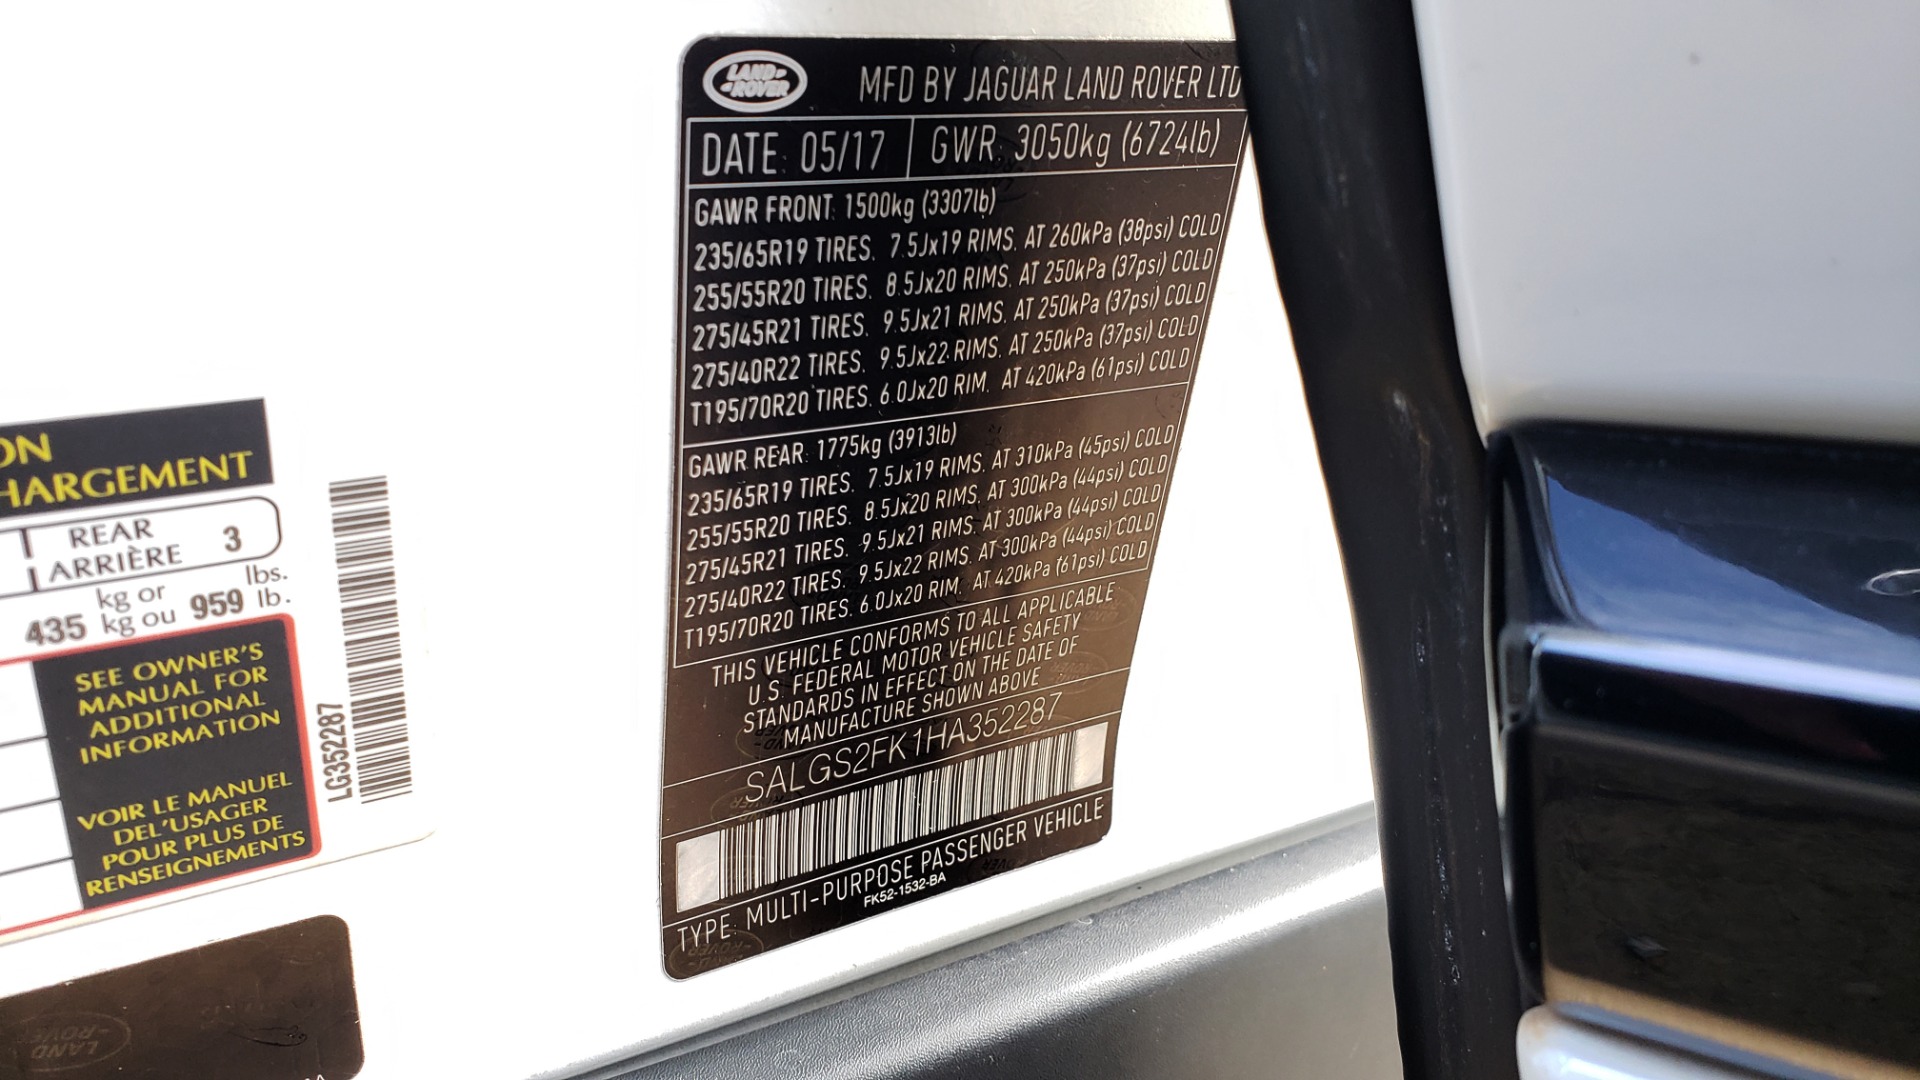 LAND-
-ROVER
MFD BY JAGUAR LAND ROVER LTD
DATE: 05/17 GWR: 3050kg (6724lb)
GAWR FRONT: 1500kg (3307lb)
235/65R19 TIRES. 7.5Jx19 RIMS. AT 260kPa (38psi) COLD
255/55R20 TIRES. 8.5Jx20 RIMS. AT 250kPa (37psi) COLD
275/45R21 TIRES. 9.5Jx21 RIMS. AT 250kPa (37psi) COLD
275/40R22 TIRES. 9.5Jx22 RIMS. AT 250kPa (37psi) COLD
T195/70R20 TIRES. 6.0Jx20 RIM. AT 420kPa (61psi) COLD
GAWR REAR: 1775kg (3913lb)
235/65R19 TIRES. 7.5Jx19 RIMS. AT 310kPa (45psi) COLD
255/55R20 TIRES. 8.5Jx20 RIMS. AT 300kPa (44psi) COLD
275/45R21 TIRES. 9.5Jx21 RIMS. AT 300kPa (44psi) COLD
275/40R22 TIRES. 9.5Jx22 RIMS. AT 300kPa (44psi) COLD
T195/70R20 TIRES. 6.0Jx20 RIM. AT 420kPa (61psi) COLD
THIS VEHICLE CONFORMS TO ALL APPLICABLE
U.S. FEDERAL MOTOR VEHICLE SAFETY
STANDARDS IN EFFECT ON THE DATE OF
MANUFACTURE SHOWN ABOVE
SALGS2FK1HA352287
TYPE: MULTI-PURPOSE PASSENGER VEHICLE
FK52-1532-BA
ON
HARGEMENT
REAR
ARRIÈRE 3
435 kg or
kg ou 959 lbs.
lb.
SEE OWNER'S
MANUAL FOR
ADDITIONAL
INFORMATION
VOIR LE MANUEL
DEL'USAGER
POUR PLUS DE
RENSEIGNEMENTS
LG352287
LAND
-ROVER